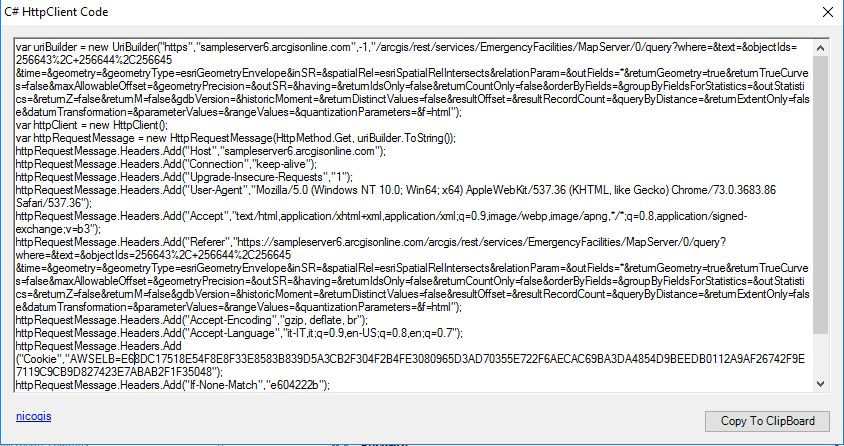 C# HttpClient Code
var uriBuilder = new UriBuilder("https","sampleserver6.arcgisonline.com",-1,"/arcgis/rest/services/EmergencyFacilities/MapServer/0/query?where=&text=&objectIds=
256643%2C+256644%2C256645
&time=&geometry=&geometryType=esriGeometryEnvelope&inSR=&spatialRel=esriSpatialRelIntersects&relationParam=&outFields=*&returnGeometry=true&returnTrueCurve
s=false&maxAllowableOffset=&geometryPrecision=&outSR=&having=&returnIdsOnly=false&returnCountOnly=false&orderByFields=&groupByFieldsForStatistics=&outStatisti
cs=&returnZ=false&returnM=false&gdbVersion=&historicMoment=&returnDistinctValues=false&resultOffset=&resultRecordCount=&queryByDistance=&returnExtentOnly=fals
e&datumTransformation=&parameterValues=&rangeValues=&quantizationParameters=&f=html");
var httpClient = new HttpClient();
var httpRequestMessage = new HttpRequestMessage(HttpMethod.Get, uriBuilder.ToString());
httpRequestMessage.Headers.Add("Host","sampleserver6.arcgisonline.com");
httpRequestMessage.Headers.Add("Connection","keep-alive");
httpRequestMessage.Headers.Add("Upgrade-Insecure-Requests","1");
httpRequestMessage.Headers.Add("User-Agent","Mozilla/5.0 (Windows NT 10.0; Win64; x64) AppleWebKit/537.36 (KHTML, like Gecko) Chrome/73.0.3683.86
Safari/537.36");
httpRequestMessage.Headers.Add("Accept","text/html,application/xhtml+xml,application/xml;q=0.9,image/webp,image/apng,*/*;q=0.8,application/signed-
exchange;v=b3");
httpRequestMessage.Headers.Add("Referer","https://sampleserver6.arcgisonline.com/arcgis/rest/services/EmergencyFacilities/MapServer/0/query?
where=&text=&objectIds=256643%2C+256644%2C256645
&time=&geometry=&geometryType=esriGeometryEnvelope&inSR=&spatialRel=esriSpatialRelIntersects&relationParam=&outFields=*&returnGeometry=true&returnTrueCurve
s=false&maxAllowableOffset=&geometryPrecision=&outSR=&having=&returnIdsOnly=false&returnCountOnly=false&orderByFields=&groupByFieldsForStatistics=&outStatisti
cs=&returnZ=false&returnM=false&gdbVersion=&historicMoment=&returnDistinctValues=false&resultOffset=&resultRecordCount=&queryByDistance=&returnExtentOnly=fals
e&datumTransformation=&parameterValues=&rangeValues=&quantizationParameters=&f=html");
httpRequestMessage.Headers.Add("Accept-Encoding","gzip, deflate, br");
httpRequestMessage.Headers.Add("Accept-Language","it-IT,it;q=0.9,en-US;q=0.8,en;q=0.7");
httpRequestMessage.Headers.Add
("Cookie","AWSELB=E68DC17518E54F8E8F33E8583B839D5A3CB2F304F2B4FE3080965D3AD70355E722F6AECAC69BA3DA4854D9BEEDB0112A9AF26742F9E
7119C9CB9D827423E7ABAB2F1F35048");
httpRequestMessage.Headers.Add("If-None-Match","e604222b");
nicogis
Copy To ClipBoard